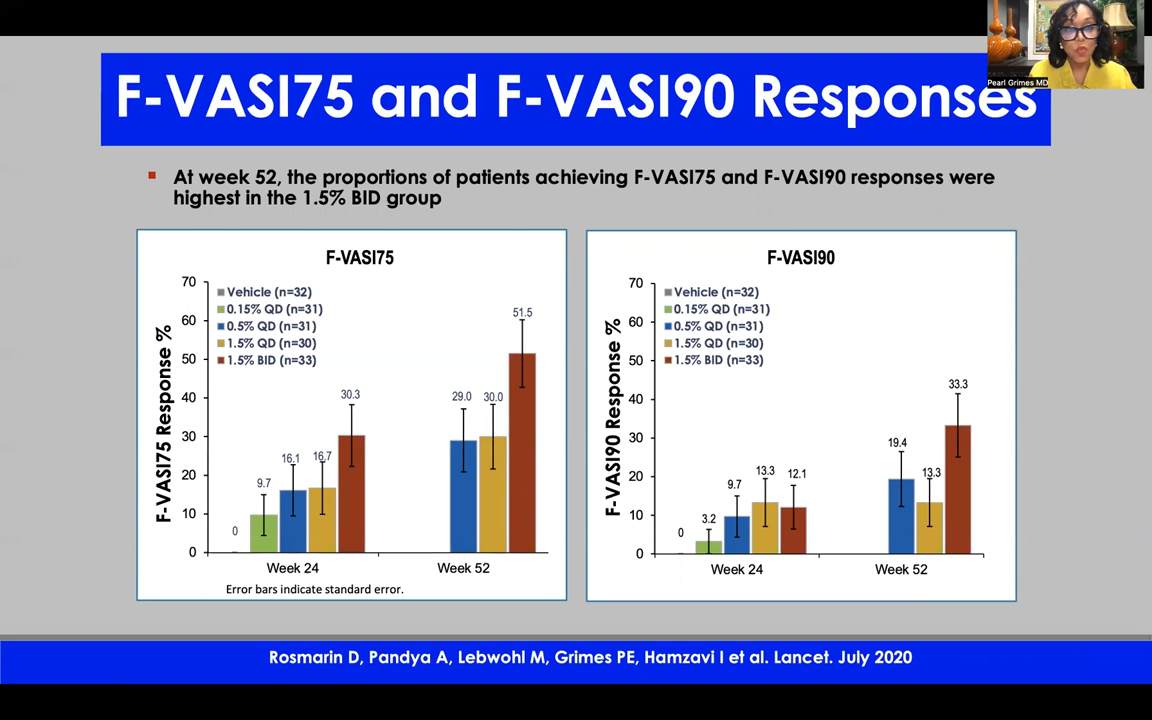 Pearl Grimes MD
F-VASI75 and F-VASI90 Responses
At week 52, the proportions of patients achieving F-VASI75 and F-VASI90 responses were
highest in the 1.5% BID group
F-VASI75
F-VASI75 Response %
70
60
50
40
30
20
10
0
Vehicle (n=32)
0.15% QD (n=31)
0.5% QD (n=31)
1.5% QD (n=30)
1.5% BID (n=33)
0
9.7
16.1
16.7
30.3
29.0
30.0
51.5
Week 24
Week 52
Error bars indicate standard error.
F-VASI90
F-VASI90 Response %
70
60
50
40
30
20
10
0
Vehicle (n=32)
0.15% QD (n=31)
0.5% QD (n=31)
1.5% QD (n=30)
1.5% BID (n=33)
0
3.2
9.7
13.3
12.1
19.4
13.3
33.3
Week 24
Week 52
Rosmarin D, Pandya A, Lebwohl M, Grimes PE, Hamzavi I et al. Lancet. July 2020